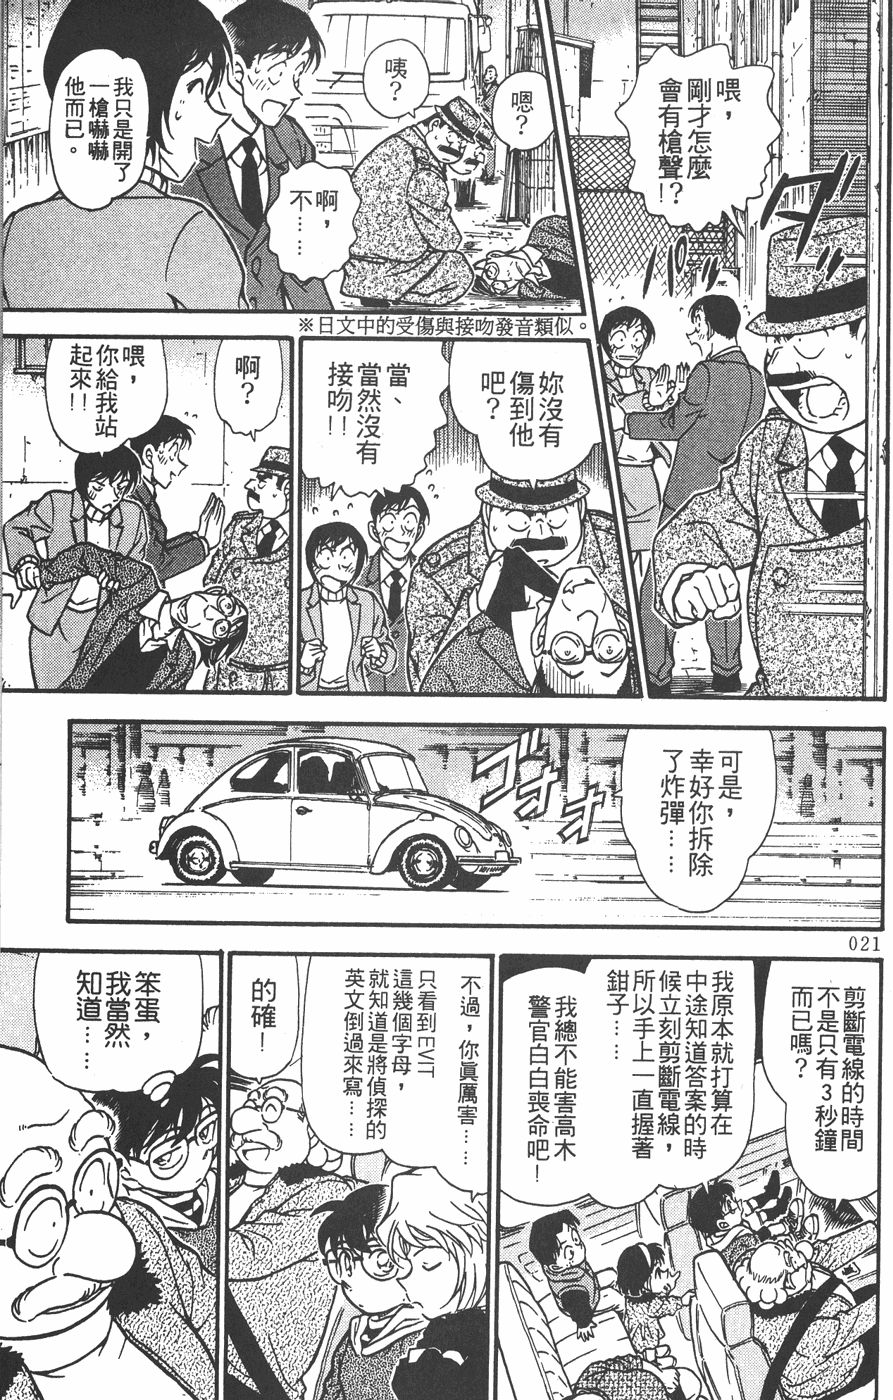 喂，
剛才怎麼
會有槍聲!?
ダッ
嗯？
咦？
啊，
不……
我只是開了
一槍嚇嚇
他而已。
※日文中的受傷與接吻發音類似。
妳沒有
傷到他
吧？
當、
當然沒有
接吻!!
啊？
喂，
你給我站
起來!!
可是，
幸好你拆除
了炸彈……
ゴオオ
021
剪斷電線的時間
不是只有3秒鐘
而已嗎？
我原本就打算在
中途知道答案的時
候立刻剪斷電線，
所以手上一直握著
鉗子……
我總不能害高木
警官白白喪命吧！
不過，你真厲害……
只看到EVIT
這幾個字母，
就知道是將偵探的
英文倒過來寫……
的確！
笨蛋，
我當然
知道……